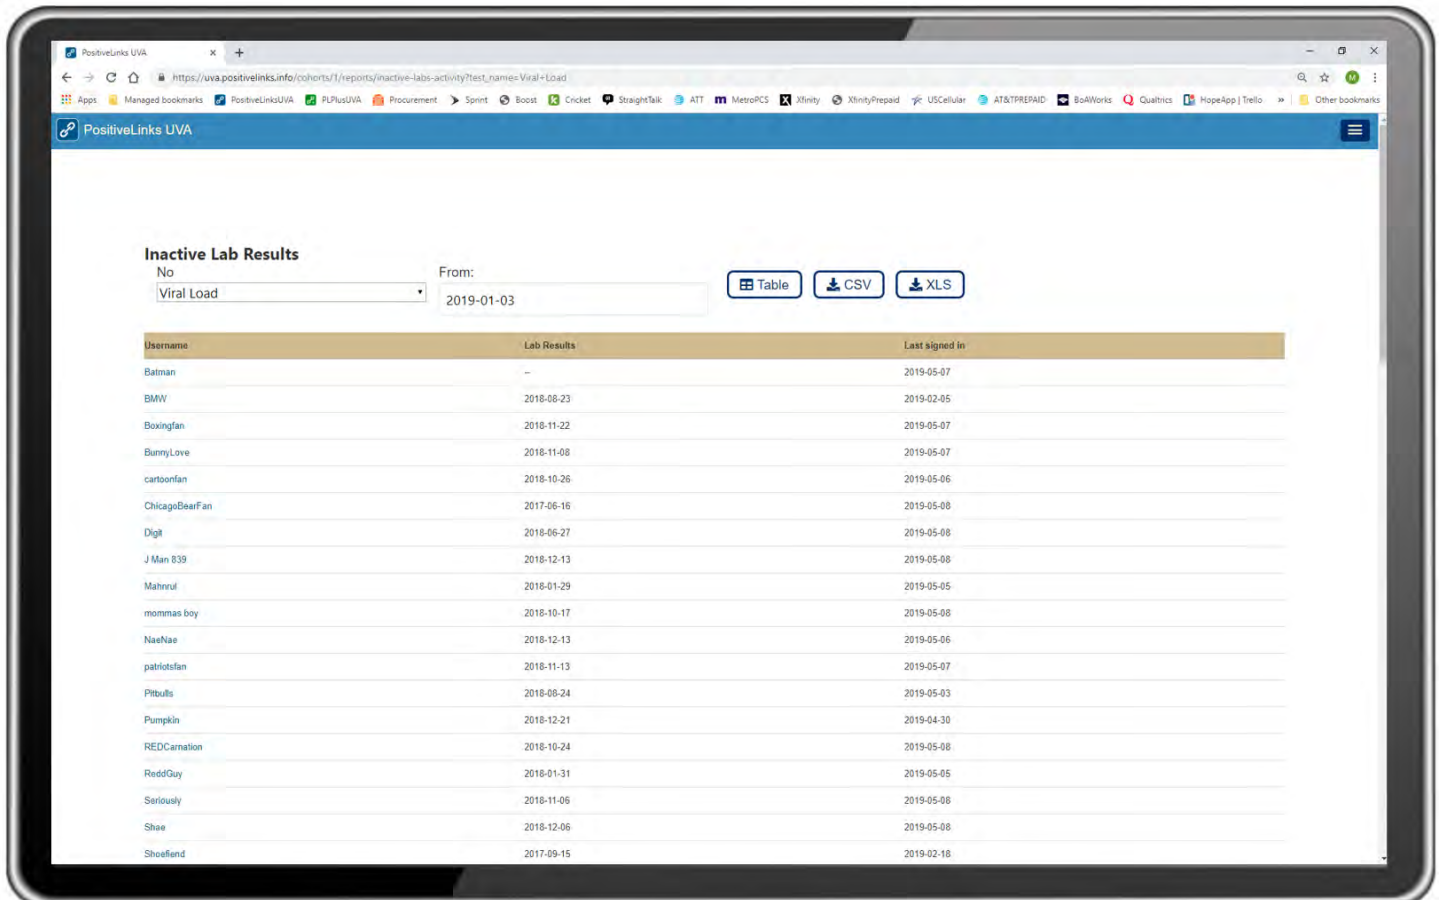 PositiveLinks UVA
https://uva.positivelinks.info/cohorts/1/reports/inactive-labs-activity?test_name=Viral+Load
M
Apps Managed bookmarks PositiveLinksUVA PLPlusUVA Procurement Sprint Boost Cricket StraightTalk ATT MetroPCS Xfinity XfinityPrepaid USCellular AT&TPREPAID BoAWorks Qualtrics HopeApp | Trello » Other bookmarks
PositiveLinks UVA
Inactive Lab Results
No From:
Viral Load 2019-01-03 Table CSV XLS
Username Lab Results Last signed in
Batman -- 2019-05-07
BMW 2018-08-23 2019-02-05
Boxingfan 2018-11-22 2019-05-07
BunnyLove 2018-11-08 2019-05-07
cartoonfan 2018-10-26 2019-05-06
ChicagoBearFan 2017-06-16 2019-05-08
Digit 2018-06-27 2019-05-08
J Man 839 2018-12-13 2019-05-08
Mahnrul 2018-01-29 2019-05-05
mommas boy 2018-10-17 2019-05-08
NaeNae 2018-12-13 2019-05-06
patriotsfan 2018-11-13 2019-05-07
Pitbulls 2018-08-24 2019-05-03
Pumpkin 2018-12-21 2019-04-30
REDCarnation 2018-10-24 2019-05-08
ReddGuy 2018-01-31 2019-05-05
Seriously 2018-11-06 2019-05-08
Shae 2018-12-06 2019-05-08
Shoefiend 2017-09-15 2019-02-18